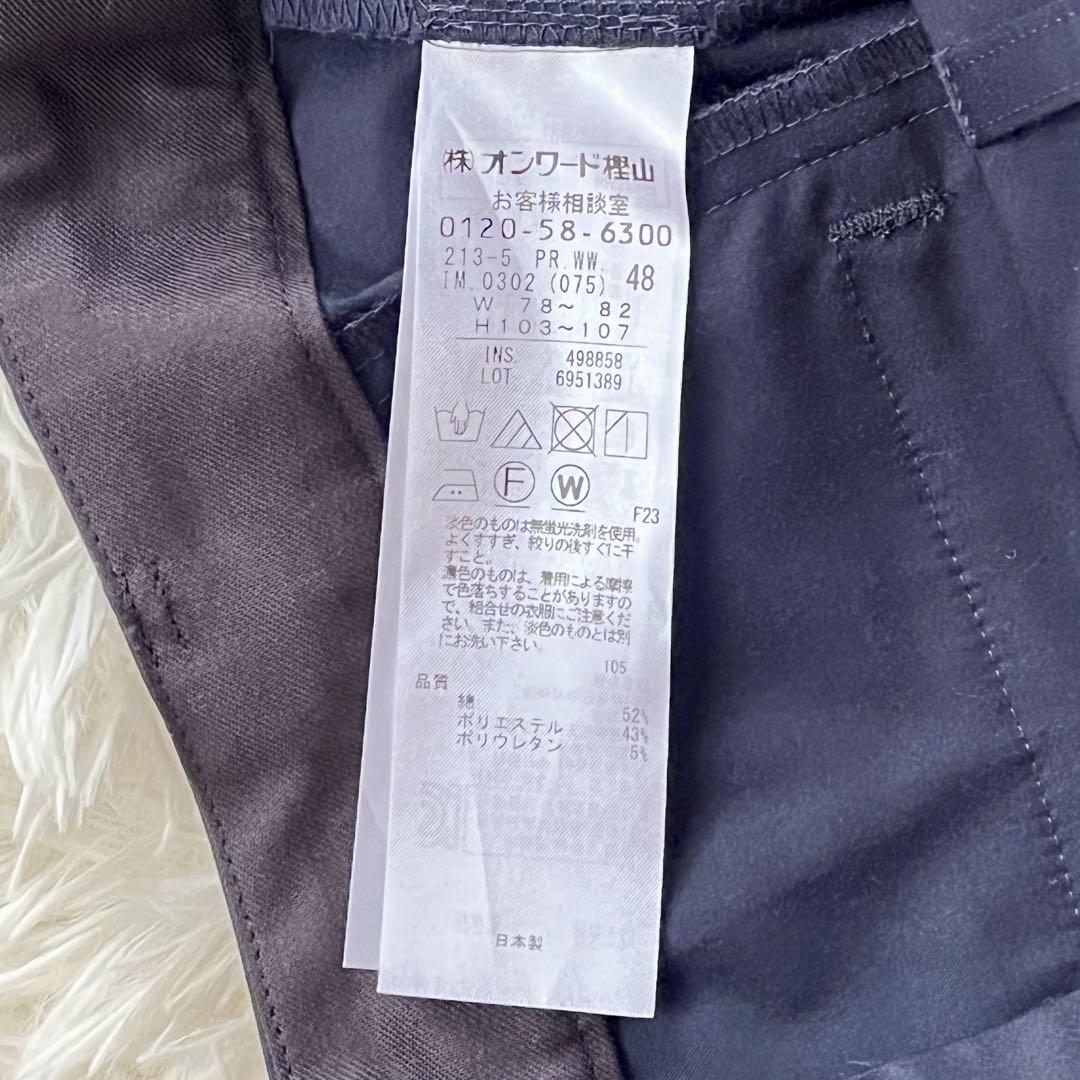 (株)オンワード樫山
お客様相談室
0120-58-6300
213-5 PR.WW.
IM.0302 (075) 48
W 78～ 82
H103～107
INS. 498858
LOT 6951389
F
W
F23
淡色のものは無蛍光洗剤を使用。
よくすすぎ、絞りの後すぐに干
すこと。
濃色のものは、着用による摩擦
で色落ちすることがありますの
で、組合せの衣服にご注意くだ
さい。また、淡色のものとは別
にお洗い下さい。
105
品質
綿 52%
ポリエステル 43%
ポリウレタン 5%
日本製